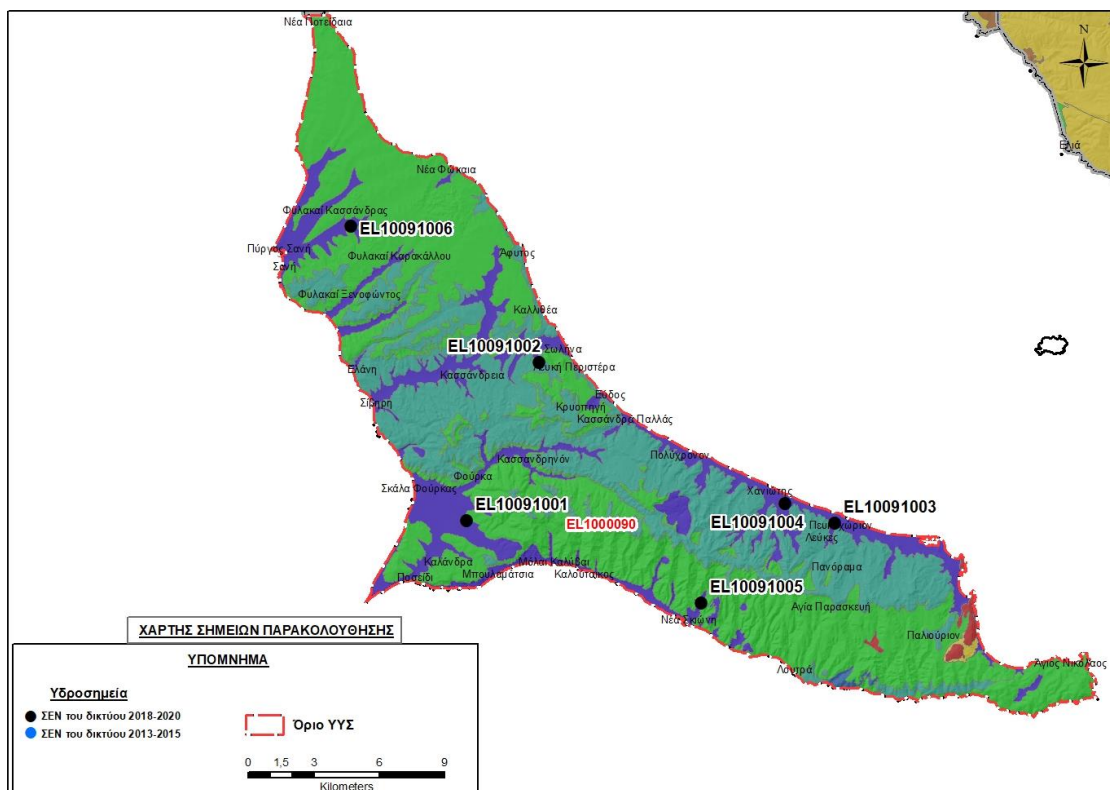 Νέα Ποτείδαια
N
Ελιά
Νέα Φώκαια
Φυλακαί Κασσάνδρας
EL10091006
Πύργος Σανή
Σανή
Φυλακαί Καρακάλλου
Άφυτος
Φυλακαί Ξενοφώντος
Καλλιθέα
EL10091002
Σωλήνα
Λευκή Περιστέρα
Ελάνη
Κασσάνδρεια
Σίβηρη
Εύδος
Κρυοπηγή
Κασσάνδρα Παλλάς
Πολύχρονον
Κασσανδρηνόν
Φούρκα
Σκάλα Φούρκας
Χανιώτης
EL10091001
EL1000090
EL10091004
EL10091003
Πευκοχώριον
Λεύκες
Καλάνδρα
Μόλαι Καλύβαι
Ποσείδι
Μπουλαμάτσια
Καλουτσικος
Πανόραμα
EL10091005
Αγία Παρασκευή
Νέα Σκιώνη
Παλιούριον
Λουτρά
Άγιος Νικόλαος
ΧΑΡΤΗΣ ΣΗΜΕΙΩΝ ΠΑΡΑΚΟΛΟΥΘΗΣΗΣ
ΥΠΟΜΝΗΜΑ
Υδροσημεία
ΣΕΝ του δικτύου 2018-2020
ΣΕΝ του δικτύου 2013-2015
Όριο ΥΥΣ
0 1,5 3 6 9
Kilometers